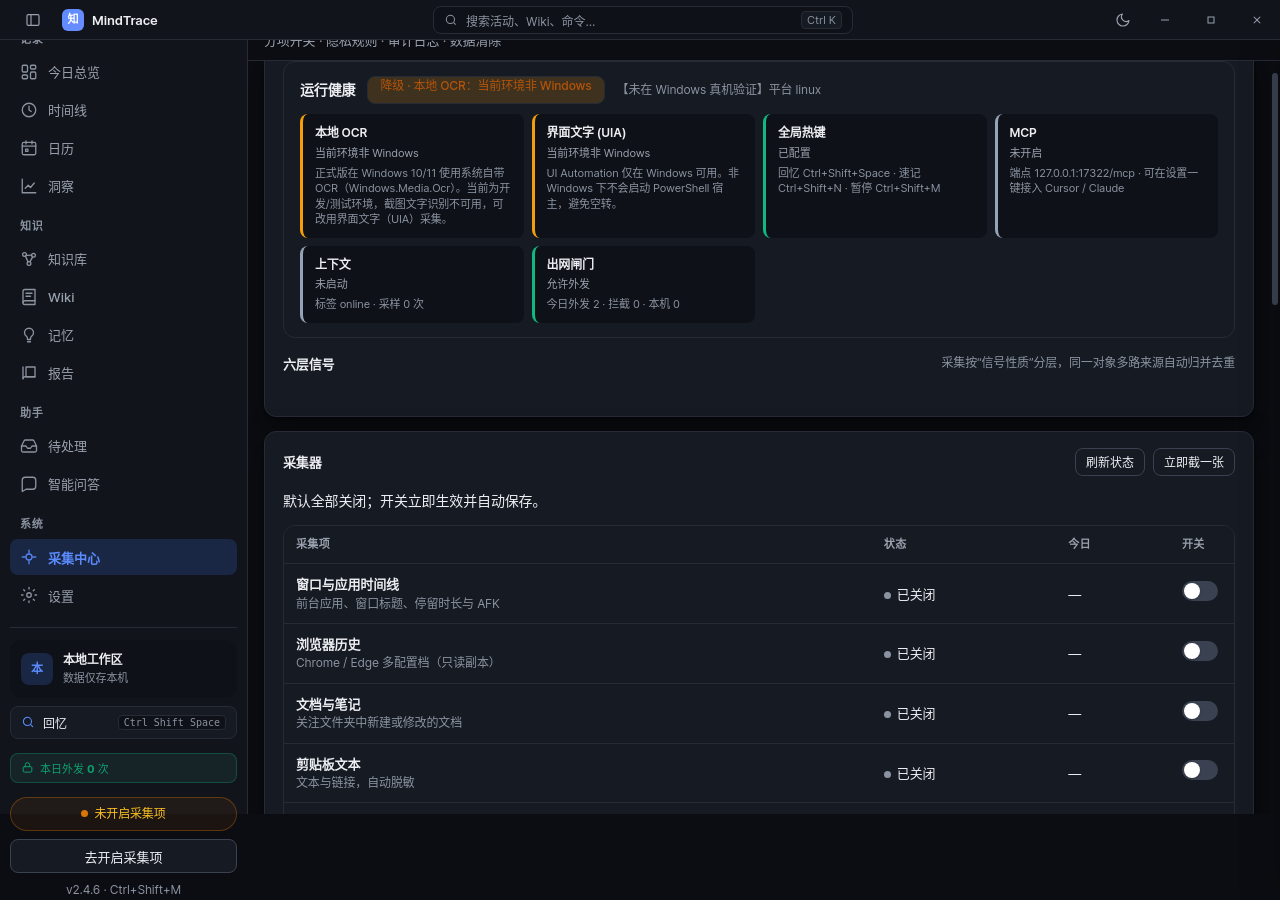 知 MindTrace
搜索活动、Wiki、命令... Ctrl K
记录
今日总览
时间线
日历
洞察
知识
知识库
Wiki
记忆
报告
助手
待处理
智能问答
系统
采集中心
设置
本
本地工作区
数据仅存本机
回忆 Ctrl Shift Space
本日外发 0 次
未开启采集项
去开启采集项
v2.4.6 · Ctrl+Shift+M
分项开关 · 隐私规则 · 审计日志 · 数据清除
运行健康 降级 · 本地 OCR：当前环境非 Windows 【未在 Windows 真机验证】平台 linux
本地 OCR
当前环境非 Windows
正式版在 Windows 10/11 使用系统自带
OCR（Windows.Media.Ocr）。当前为开
发/测试环境，截图文字识别不可用，可
改用界面文字（UIA）采集。
界面文字 (UIA)
当前环境非 Windows
UI Automation 仅在 Windows 可用。非
Windows 下不会启动 PowerShell 宿
主，避免空转。
全局热键
已配置
回忆 Ctrl+Shift+Space · 速记
Ctrl+Shift+N · 暂停 Ctrl+Shift+M
MCP
未开启
端点 127.0.0.1:17322/mcp · 可在设置一
键接入 Cursor / Claude
上下文
未启动
标签 online · 采样 0 次
出网闸门
允许外发
今日外发 2 · 拦截 0 · 本机 0
六层信号 采集按“信号性质”分层，同一对象多路来源自动归并去重
采集器 刷新状态 立即截一张
默认全部关闭；开关立即生效并自动保存。
采集项 状态 今日 开关
窗口与应用时间线
前台应用、窗口标题、停留时长与 AFK
已关闭 —
浏览器历史
Chrome / Edge 多配置档（只读副本）
已关闭 —
文档与笔记
关注文件夹中新建或修改的文档
已关闭 —
剪贴板文本
文本与链接，自动脱敏
已关闭 —